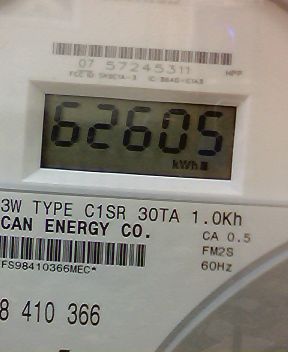 07 57245311 HPP
62605
kWh
3W TYPE C1SR 30TA 1.0Kh
CAN ENERGY CO.
CA 0.5
FM2S
FS98410366MEC*
60Hz
8 410 366